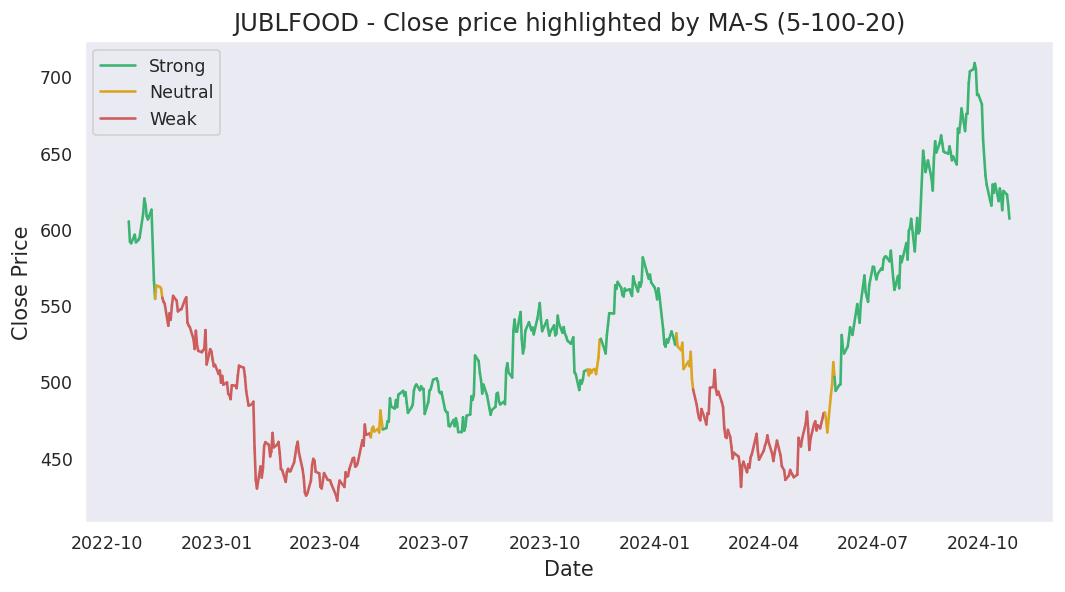 JUBLFOOD - Close price highlighted by MA-S (5-100-20)
Strong
Neutral
Weak
Close Price
700
650
600
550
500
450
2022-10 2023-01 2023-04 2023-07 2023-10 2024-01 2024-04 2024-07 2024-10
Date